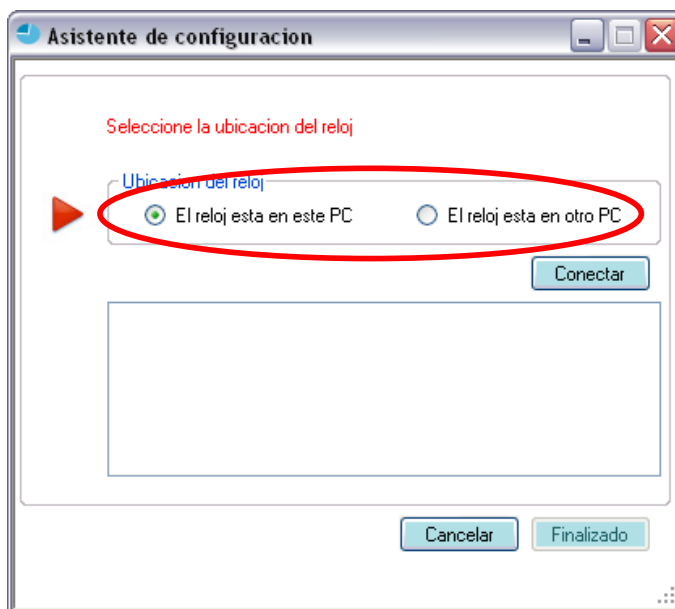 Asistente de configuracion
Seleccione la ubicacion del reloj
Ubicacion del reloj
El reloj esta en este PC
El reloj esta en otro PC
Conectar
Cancelar
Finalizado